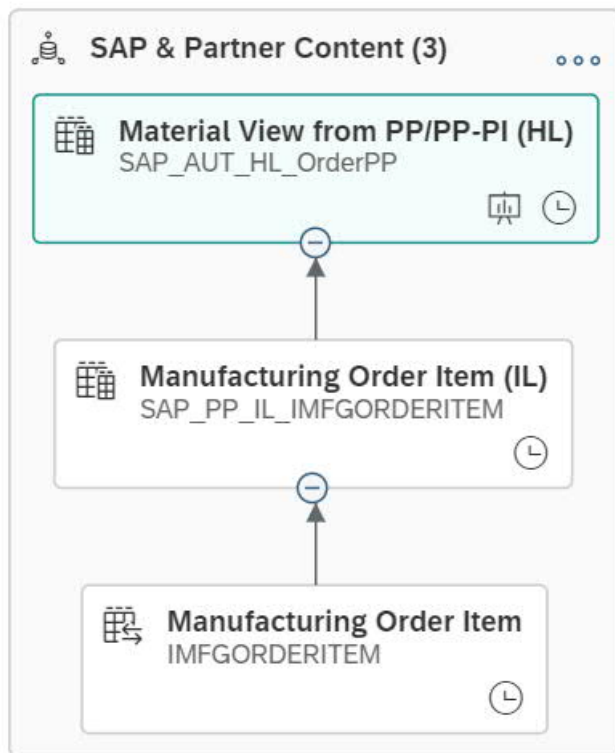 SAP & Partner Content (3)
Material View from PP/PP-PI (HL)
SAP_AUT_HL_OrderPP
Manufacturing Order Item (IL)
SAP_PP_IL_IMFGORDERITEM
Manufacturing Order Item
IMFGORDERITEM